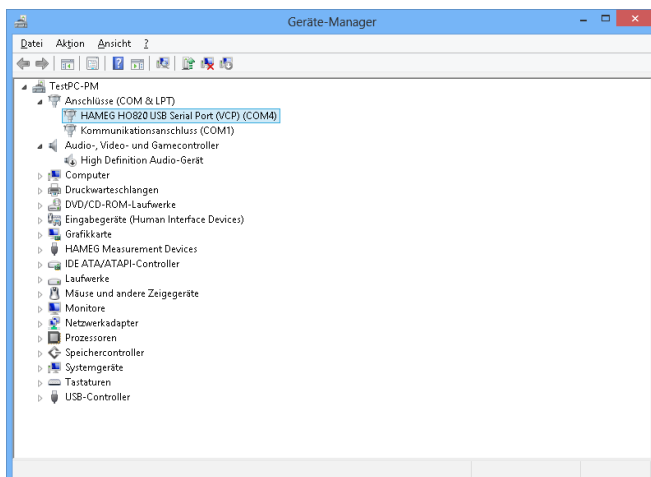 Geräte-Manager
Datei Aktion Ansicht ?
TestPC-PM
Anschlüsse (COM & LPT)
HAMEG HO820 USB Serial Port (VCP) (COM4)
Kommunikationsanschluss (COM1)
Audio-, Video- und Gamecontroller
High Definition Audio-Gerät
Computer
Druckwarteschlangen
DVD/CD-ROM-Laufwerke
Eingabegeräte (Human Interface Devices)
Grafikkarte
HAMEG Measurement Devices
IDE ATA/ATAPI-Controller
Laufwerke
Mäuse und andere Zeigegeräte
Monitore
Netzwerkadapter
Prozessoren
Speichercontroller
Systemgeräte
Tastaturen
USB-Controller